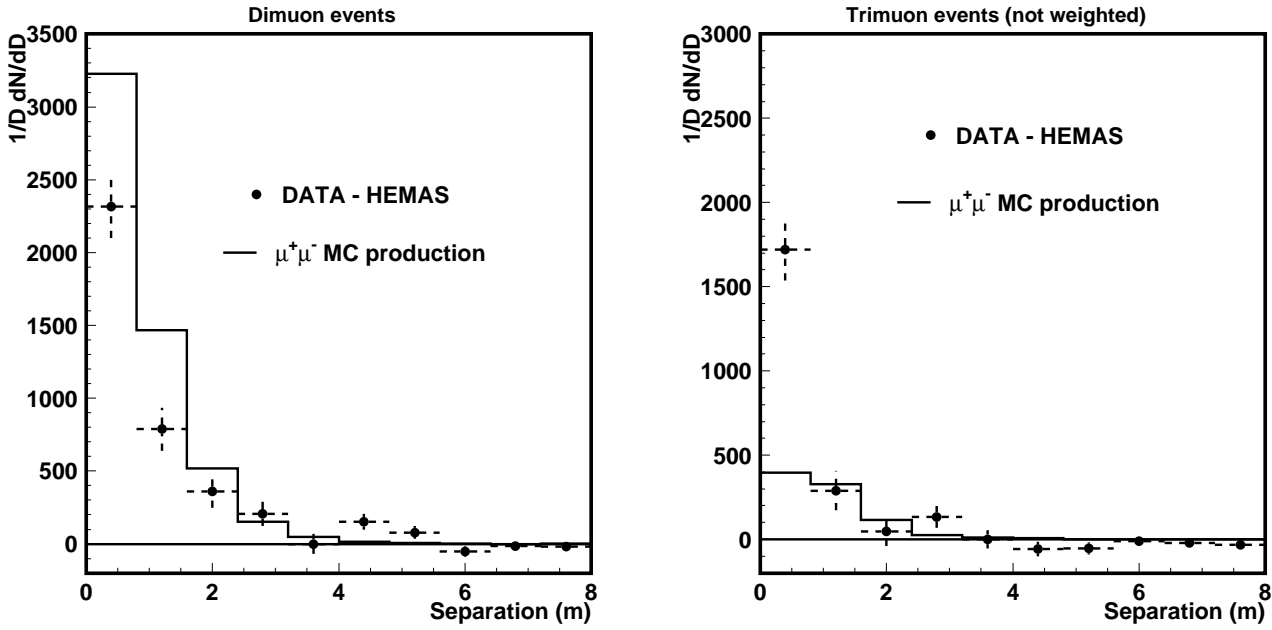 Dimuon events
1/D dN/dD
3500
3000
2500
2000
1500
1000
500
0
DATA - HEMAS
μ+μ- MC production
0 2 4 6 8
Separation (m)
Trimuon events (not weighted)
1/D dN/dD
3000
2500
2000
1500
1000
500
0
DATA - HEMAS
μ+μ- MC production
0 2 4 6 8
Separation (m)